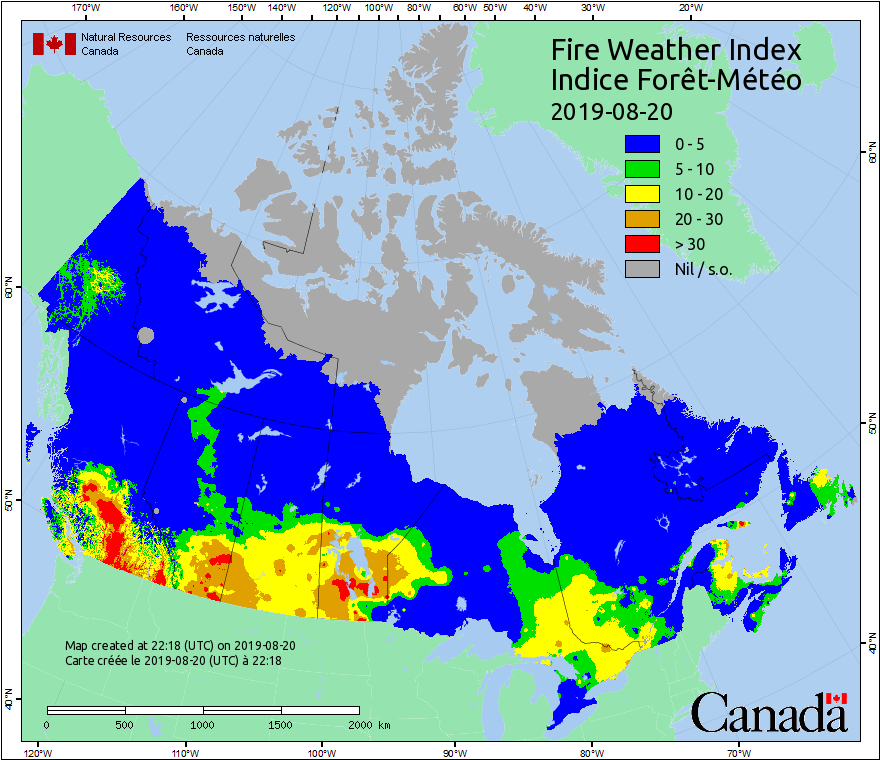 170°W 160°W 150°W 140°W 130°W 120°W 110°W 100°W 90°W 80°W 60°W 50°W 40°W 30°W 20°W
Natural Resources Ressources naturelles
Canada Canada
Fire Weather Index
Indice Forêt-Météo
2019-08-20
0 - 5
5 - 10
10 - 20
20 - 30
> 30
Nil / s.o.
60°N
60°N
50°N
50°N
40°N
40°N
Map created at 22:18 (UTC) on 2019-08-20
Carte créée le 2019-08-20 (UTC) à 22:18
0 500 1000 1500 2000 km
Canada
120°W 110°W 100°W 90°W 80°W 70°W